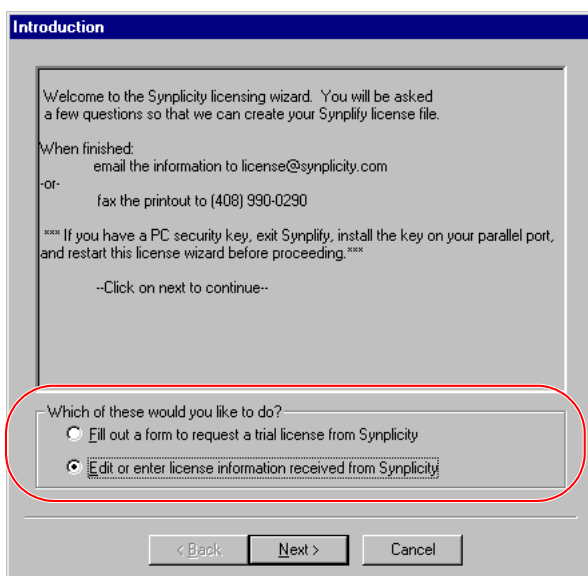 Introduction
Welcome to the Synplicity licensing wizard. You will be asked
a few questions so that we can create your Synplify license file.
When finished:
email the information to license@synplicity.com
-or-
fax the printout to (408) 990-0290
*** If you have a PC security key, exit Synplify, install the key on your parallel port,
and restart this license wizard before proceeding.***
--Click on next to continue--
Which of these would you like to do?
Fill out a form to request a trial license from Synplicity
Edit or enter license information received from Synplicity
< Back Next > Cancel